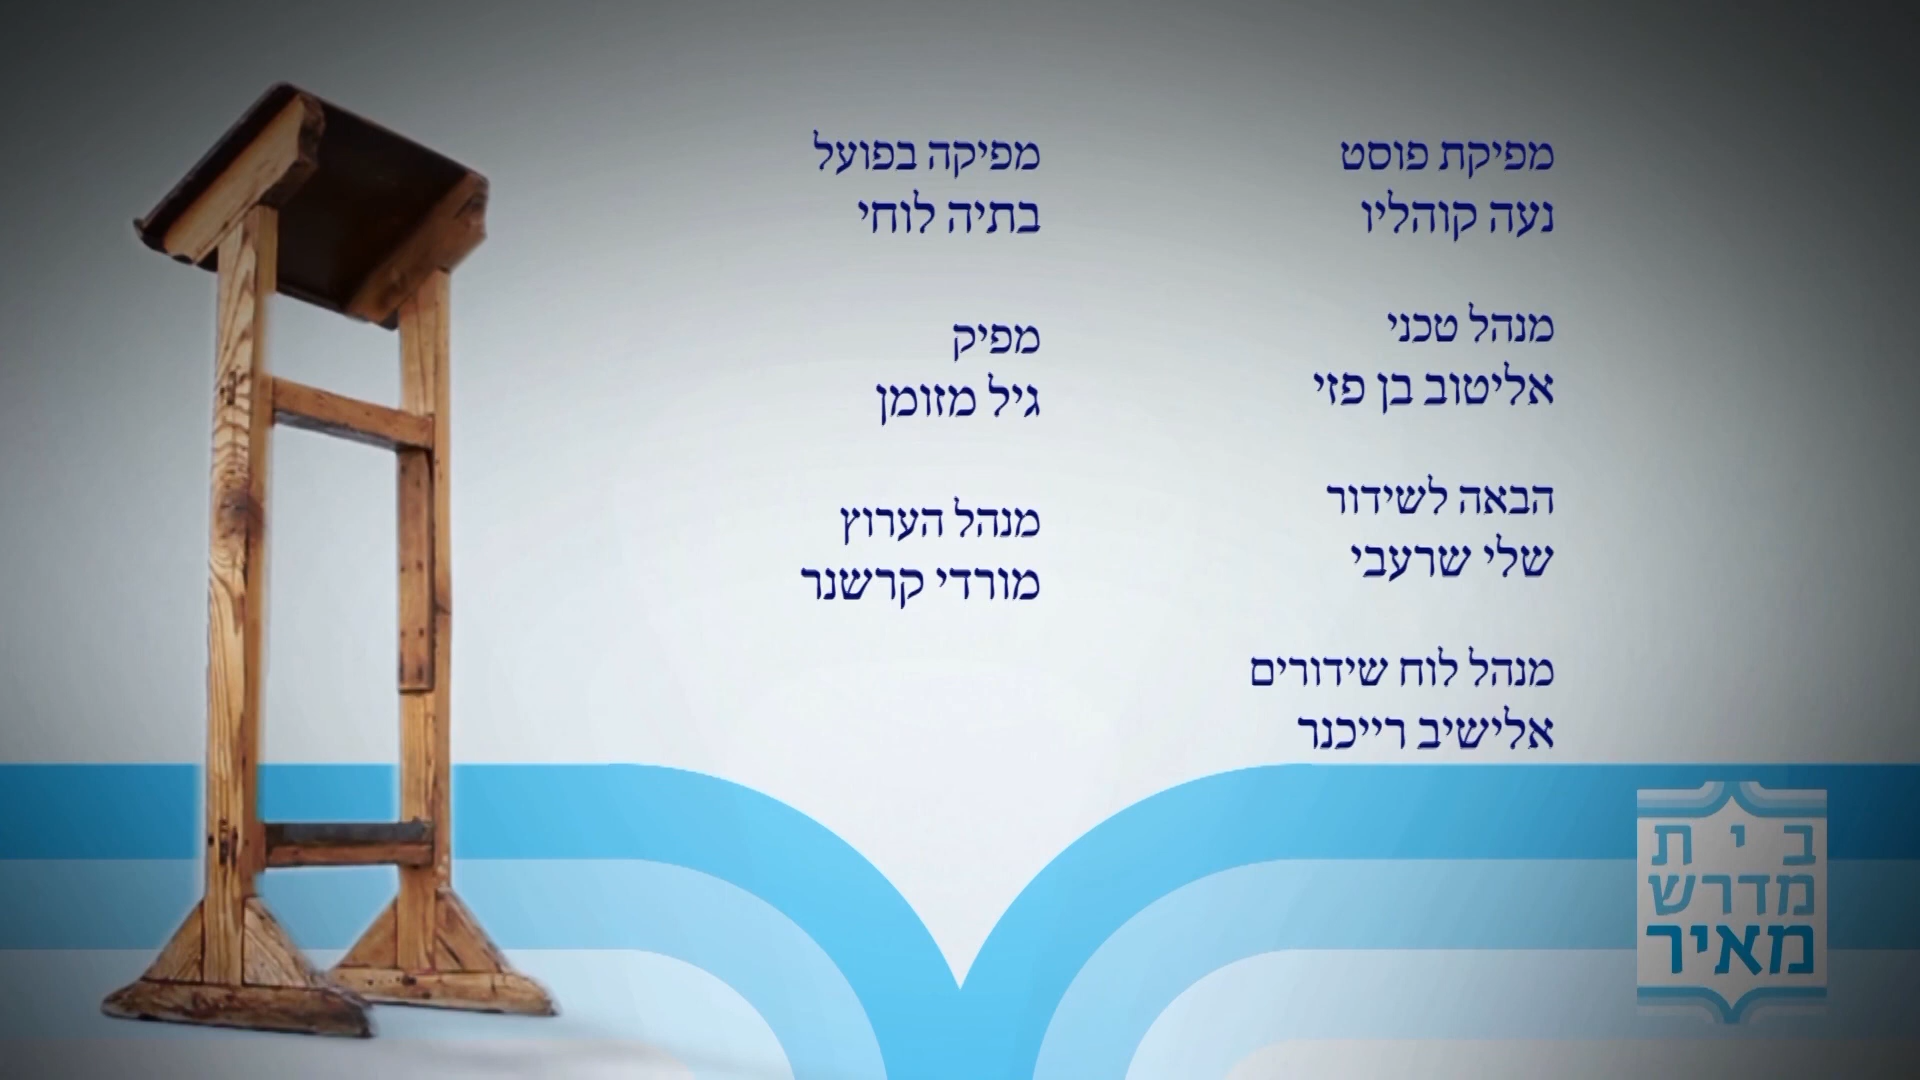 מפיקת פוסט
נעה קוהליו
מנהל טכני
אליטוב בן פזי
הבאה לשידור
שלי שרעבי
מנהל לוח שידורים
אלישיב רייכנר
מפיקה בפועל
בתיה לוחי
מפיק
גיל מזומן
מנהל הערוץ
מורדי קרשנר
בית
מדרש
מאיר